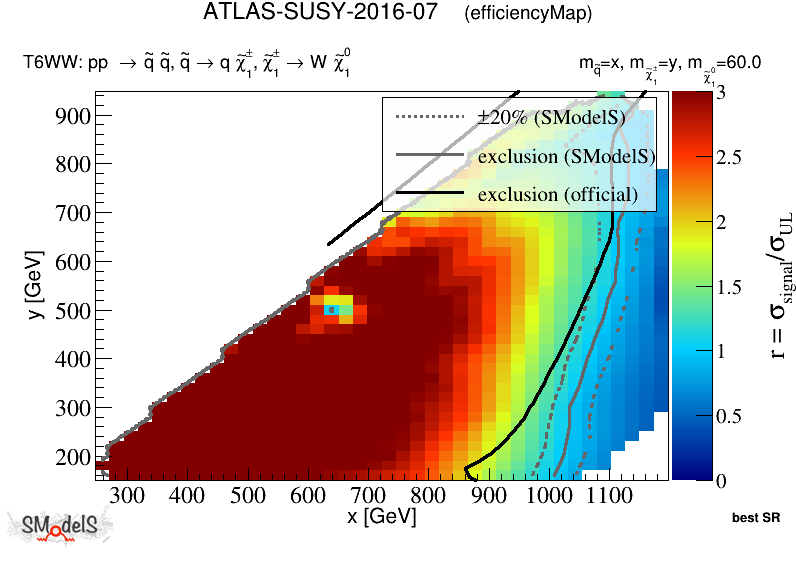 ATLAS-SUSY-2016-07 (efficiencyMap)
T6WW: pp → q̃ q̃, q̃ → q χ̃₁±, χ̃₁± → W χ̃₁⁰
m_q̃=x, m_χ̃₁±=y, m_χ̃₁⁰=60.0
±20% (SModelS)
exclusion (SModelS)
exclusion (official)
900
800
700
600
500
400
300
200
y [GeV]
300 400 500 600 700 800 900 1000 1100
x [GeV]
3
2.5
2
1.5
1
0.5
0
r = σ_signal/σ_UL
SModelS
best SR